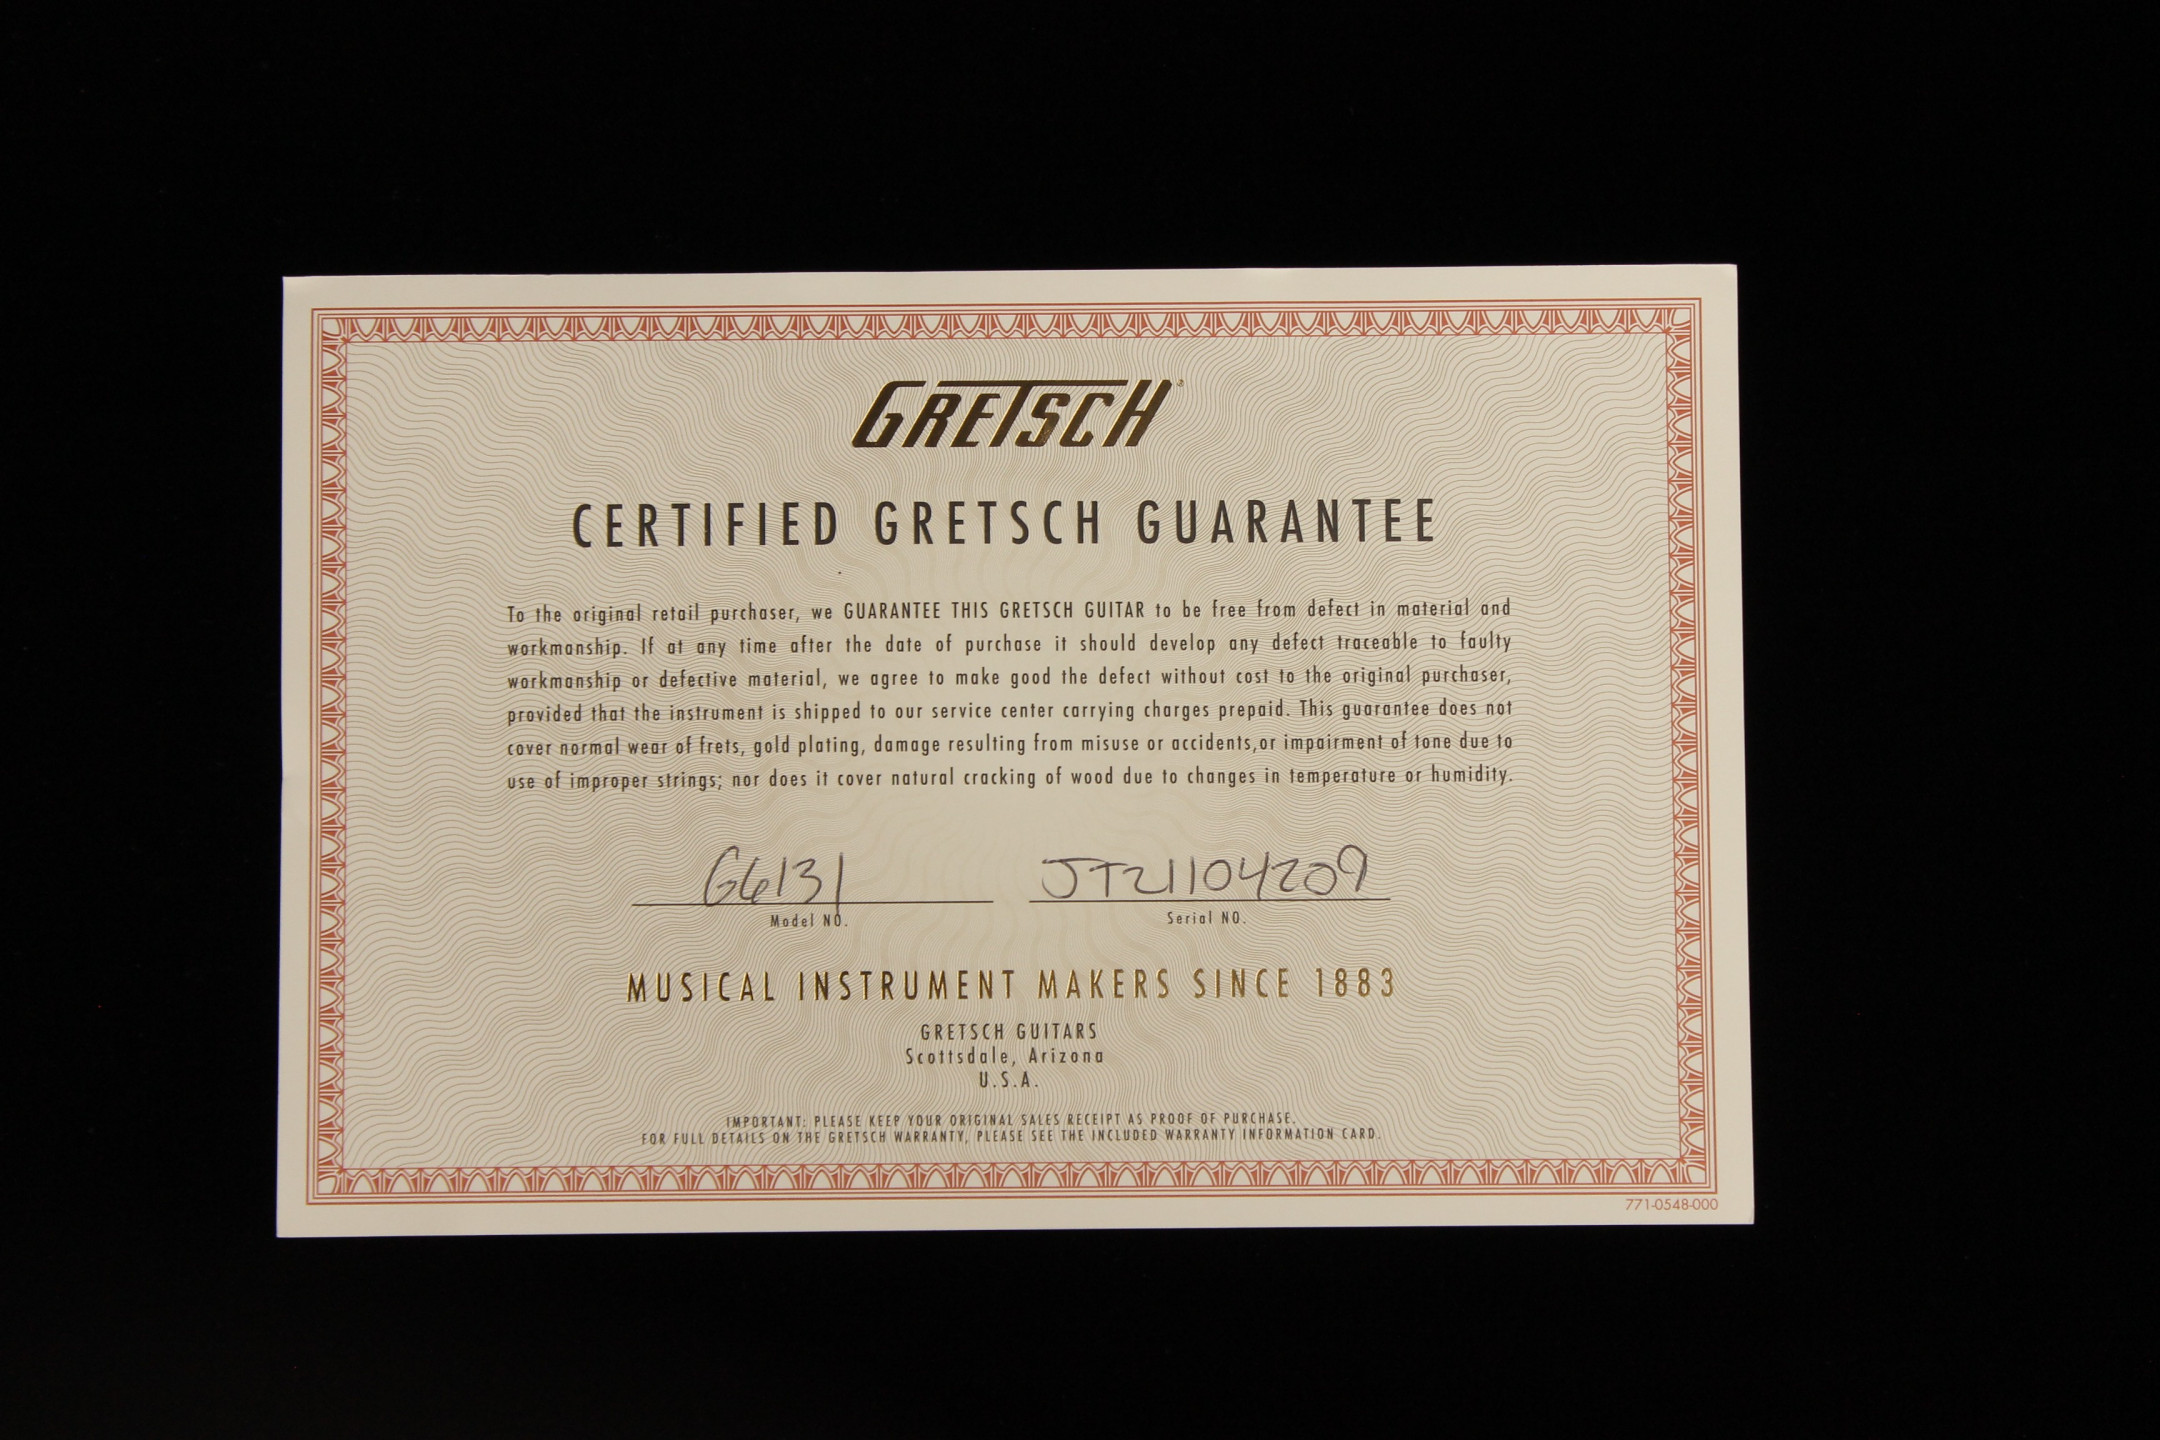 GRETSCH®
CERTIFIED GRETSCH GUARANTEE
To the original retail purchaser, we GUARANTEE THIS GRETSCH GUITAR to be free from defect in material and
workmanship. If at any time after the date of purchase it should develop any defect traceable to faulty
workmanship or defective material, we agree to make good the defect without cost to the original purchaser,
provided that the instrument is shipped to our service center carrying charges prepaid. This guarantee does not
cover normal wear of frets, gold plating, damage resulting from misuse or accidents,or impairment of tone due to
use of improper strings; nor does it cover natural cracking of wood due to changes in temperature or humidity.
G6131 JT21104209
Model NO. Serial NO.
MUSICAL INSTRUMENT MAKERS SINCE 1883
GRETSCH GUITARS
Scottsdale, Arizona
U.S.A.
IMPORTANT: PLEASE KEEP YOUR ORIGINAL SALES RECEIPT AS PROOF OF PURCHASE.
FOR FULL DETAILS ON THE GRETSCH WARRANTY, PLEASE SEE THE INCLUDED WARRANTY INFORMATION CARD.
771-0548-000